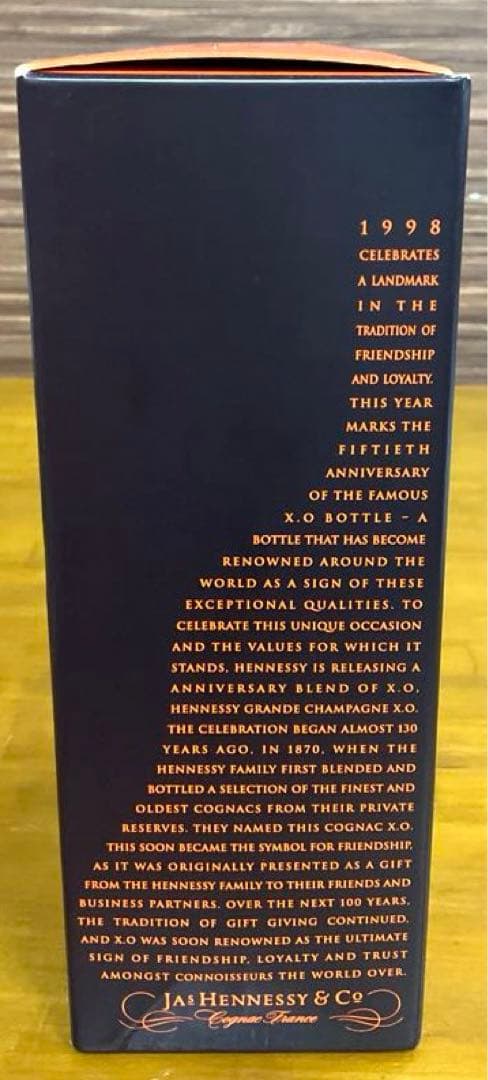 1998
CELEBRATES
A LANDMARK
IN THE
TRADITION OF
FRIENDSHIP
AND LOYALTY.
THIS YEAR
MARKS THE
FIFTIETH
ANNIVERSARY
OF THE FAMOUS
X.O BOTTLE – A
BOTTLE THAT HAS BECOME
RENOWNED AROUND THE
WORLD AS A SIGN OF THESE
EXCEPTIONAL QUALITIES. TO
CELEBRATE THIS UNIQUE OCCASION
AND THE VALUES FOR WHICH IT
STANDS, HENNESSY IS RELEASING A
ANNIVERSARY BLEND OF X.O,
HENNESSY GRANDE CHAMPAGNE X.O.
THE CELEBRATION BEGAN ALMOST 130
YEARS AGO, IN 1870, WHEN THE
HENNESSY FAMILY FIRST BLENDED AND
BOTTLED A SELECTION OF THE FINEST AND
OLDEST COGNACS FROM THEIR PRIVATE
RESERVES. THEY NAMED THIS COGNAC X.O.
THIS SOON BECAME THE SYMBOL FOR FRIENDSHIP,
AS IT WAS ORIGINALLY PRESENTED AS A GIFT
FROM THE HENNESSY FAMILY TO THEIR FRIENDS AND
BUSINESS PARTNERS. OVER THE NEXT 100 YEARS,
THE TRADITION OF GIFT GIVING CONTINUED,
AND X.O WAS SOON RENOWNED AS THE ULTIMATE
SIGN OF FRIENDSHIP, LOYALTY AND TRUST
AMONGST CONNOISSEURS THE WORLD OVER.
JAS HENNESSY & CO
Cognac France